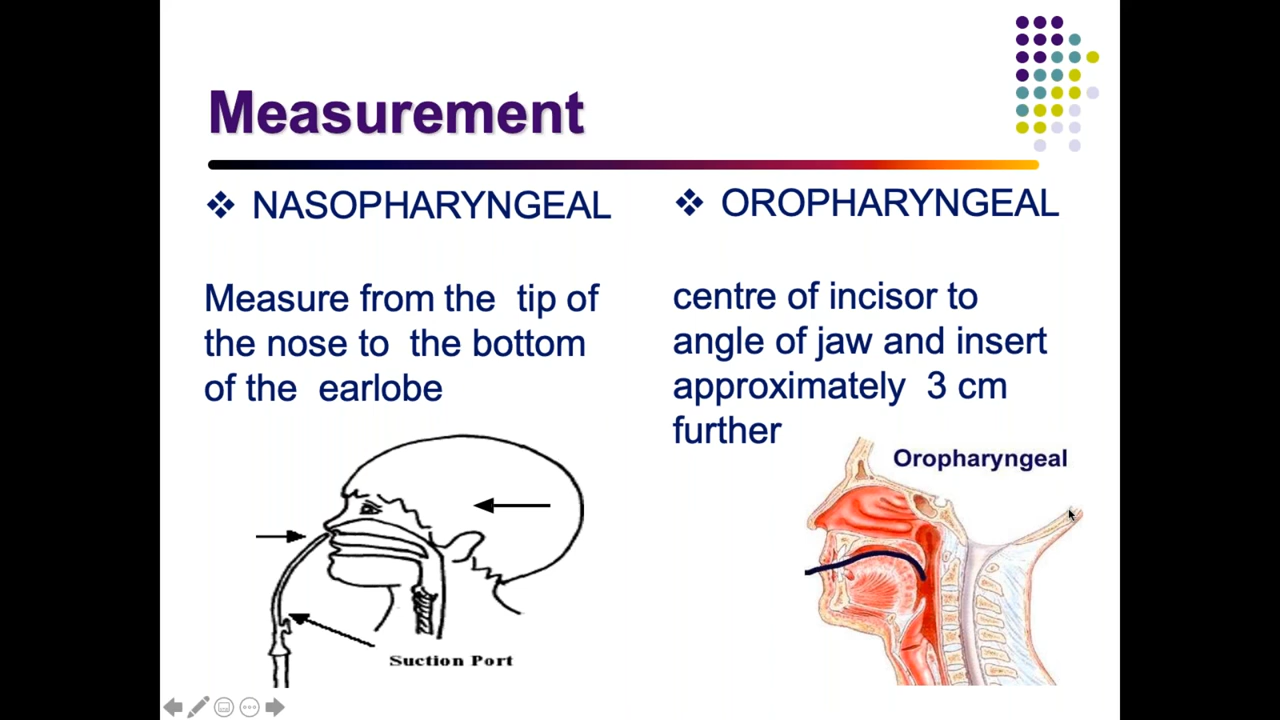 Measurement
❖ NASOPHARYNGEAL
Measure from the tip of
the nose to the bottom
of the earlobe
Suction Port
❖ OROPHARYNGEAL
centre of incisor to
angle of jaw and insert
approximately 3 cm
further
Oropharyngeal